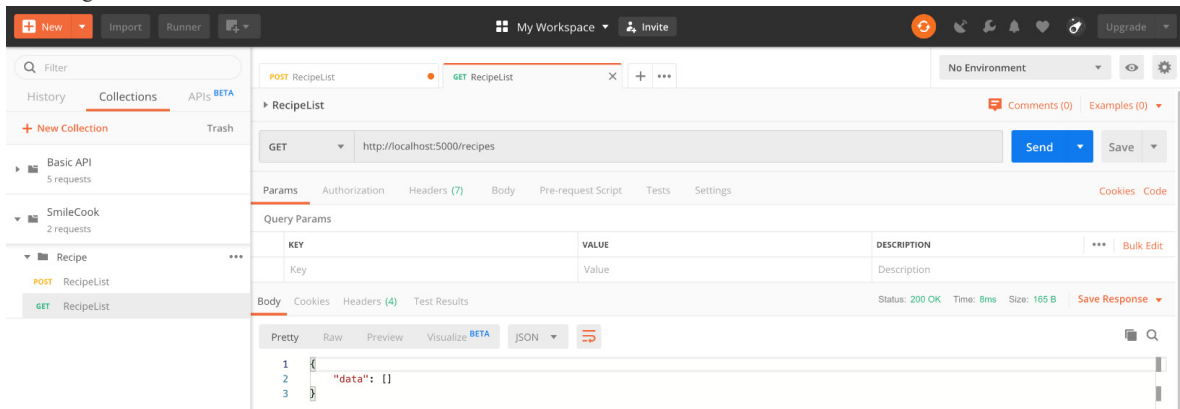 New Import Runner My Workspace Invite Upgrade
Filter
History Collections APIs BETA
+ New Collection Trash
Basic API
5 requests
SmileCook
2 requests
Recipe
POST RecipeList
GET RecipeList
POST RecipeList GET RecipeList No Environment
RecipeList Comments (0) Examples (0)
GET http://localhost:5000/recipes Send Save
Params Authorization Headers (7) Body Pre-request Script Tests Settings Cookies Code
Query Params
KEY VALUE DESCRIPTION Bulk Edit
Key Value Description
Body Cookies Headers (4) Test Results Status: 200 OK Time: 8ms Size: 165 B Save Response
Pretty Raw Preview Visualize BETA JSON
1 {
2 "data": []
3 }